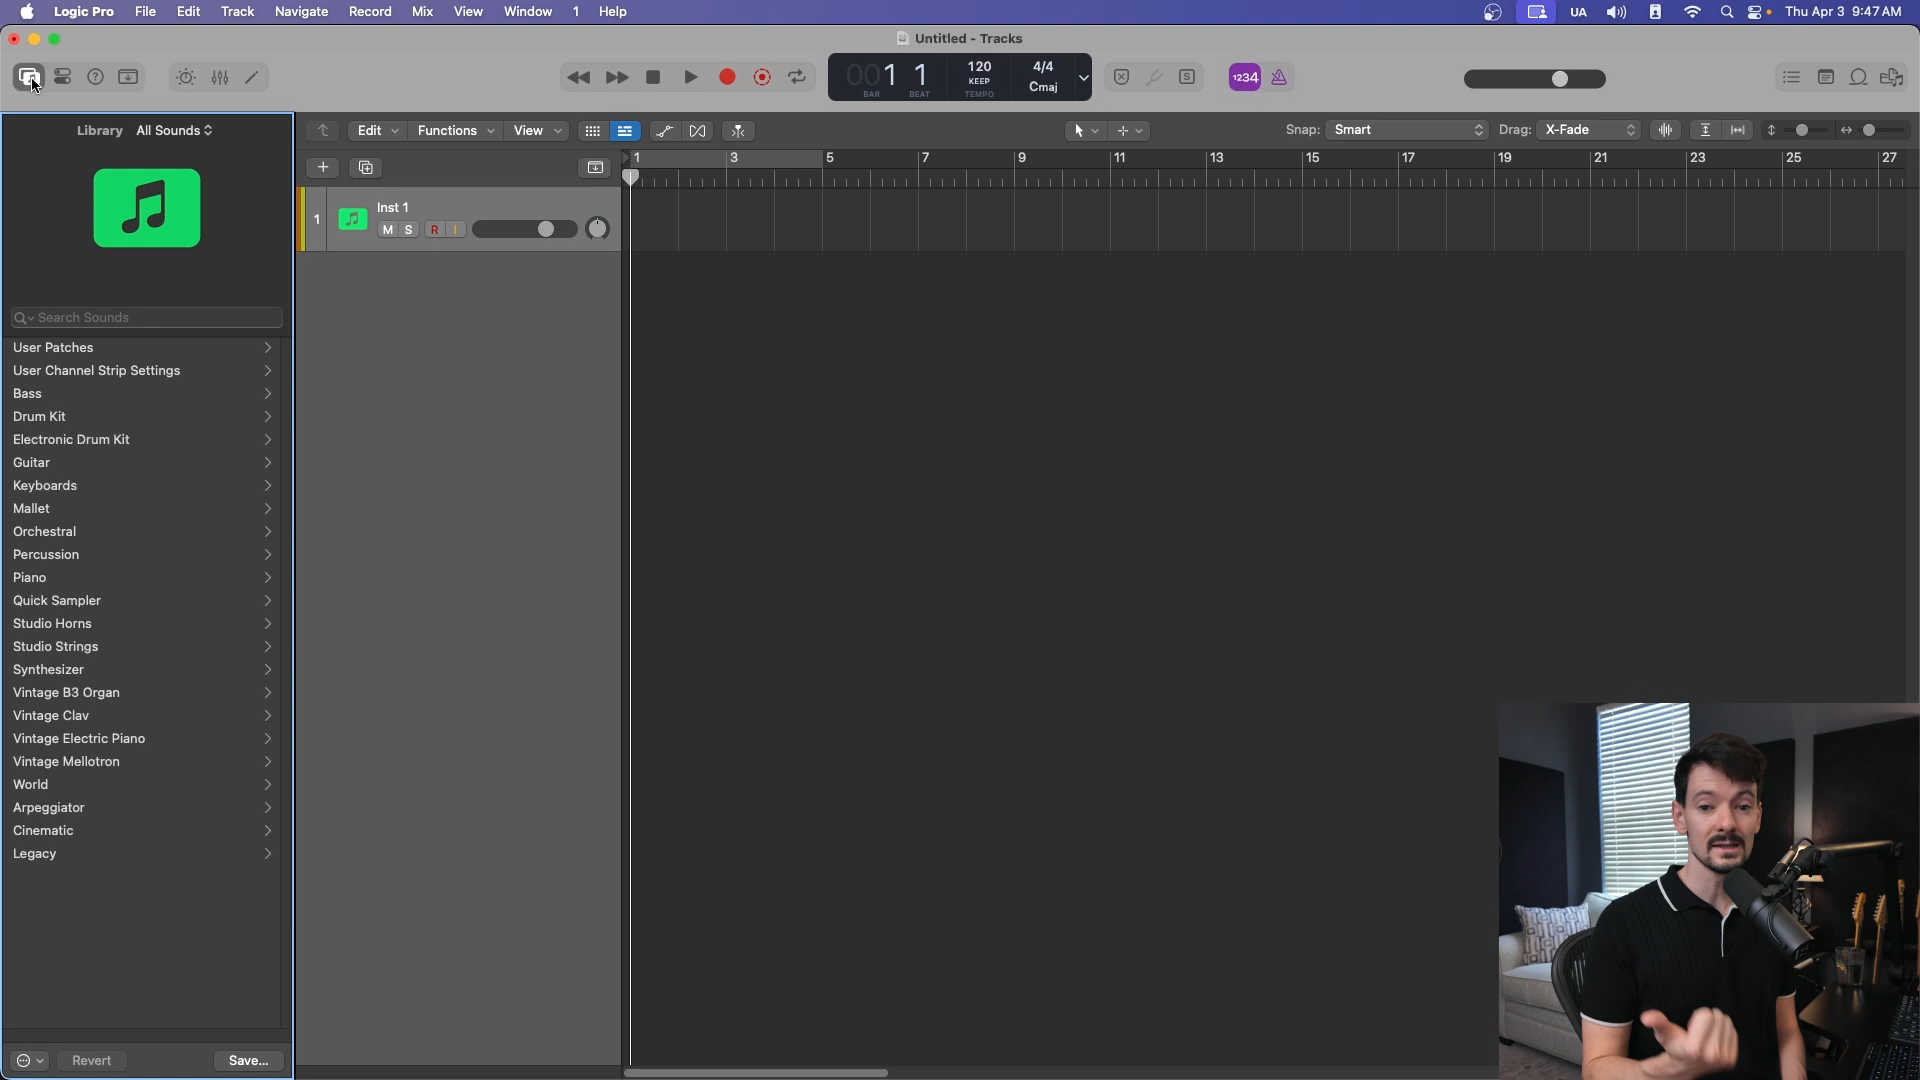 Logic Pro File Edit Track Navigate Record Mix View Window 1 Help
UA Thu Apr 3 9:47 AM
Untitled - Tracks
001 1 120 4/4
KEEP Cmaj
BAR BEAT TEMPO
1234
Library All Sounds
Search Sounds
User Patches
User Channel Strip Settings
Bass
Drum Kit
Electronic Drum Kit
Guitar
Keyboards
Mallet
Orchestral
Percussion
Piano
Quick Sampler
Studio Horns
Studio Strings
Synthesizer
Vintage B3 Organ
Vintage Clav
Vintage Electric Piano
Vintage Mellotron
World
Arpeggiator
Cinematic
Legacy
Revert Save...
Edit Functions View
Snap: Smart Drag: X-Fade
1 3 5 7 9 11 13 15 17 19 21 23 25 27
1 Inst 1
M S R I